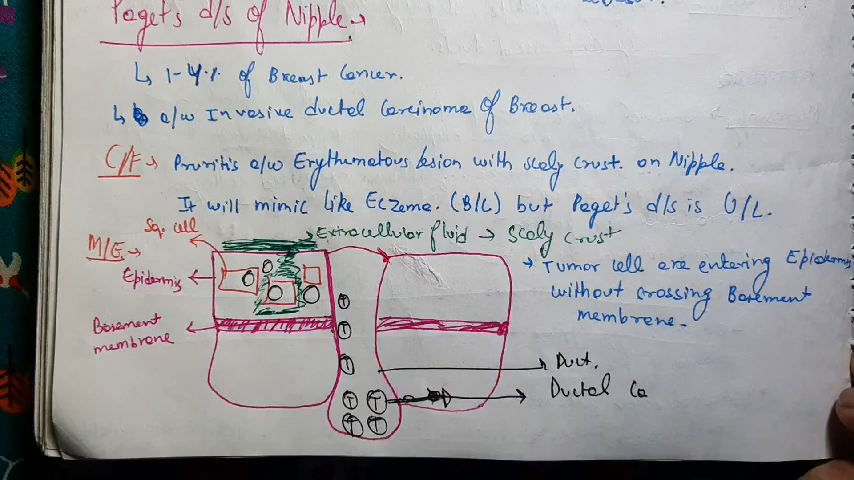 Paget's d/s of Nipple →
↳ 1-4% of Breast Cancer.
↳ a/w Invasive ductal Carcinoma of Breast.
C/F → Pruritis a/w Erythematous lesion with scaly crust on Nipple.
It will mimic like Eczema. (B/L) but Paget's d/s is U/L.
M/E →
Sq. cell
Extracellular fluid → scaly crust
Epidermis
Basement membrane
→ Tumor cell are entering Epidermis
without crossing Basement
membrane.
T
T
T
T T
T T
Duct.
Ductal Ca